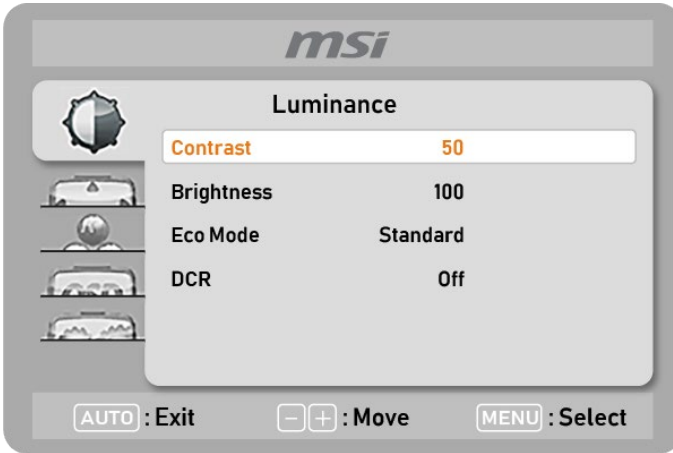 msi
Luminance
Contrast 50
Brightness 100
Eco Mode Standard
DCR Off
AUTO : Exit - + : Move MENU : Select